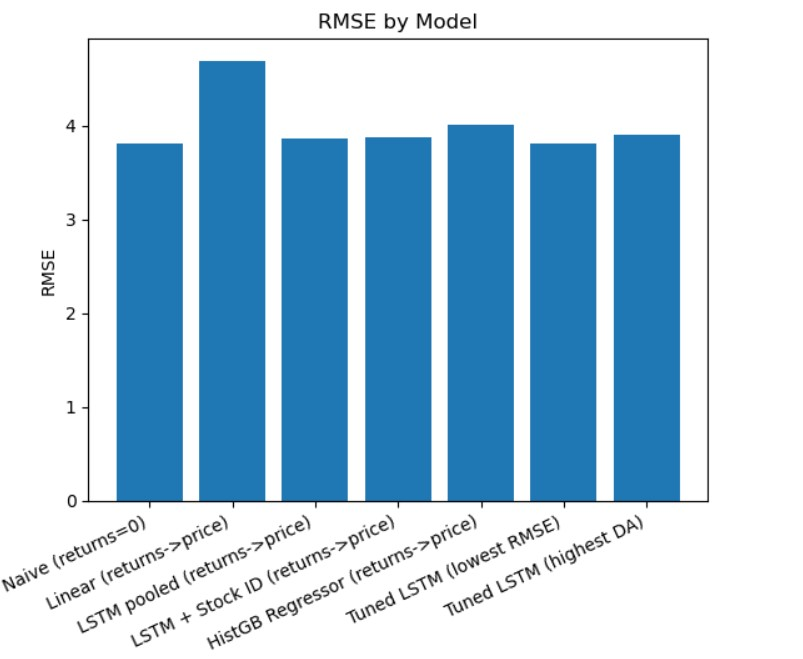 RMSE by Model
RMSE
4
3
2
1
0
Naive (returns=0)
Linear (returns->price)
LSTM pooled (returns->price)
LSTM + Stock ID (returns->price)
HistGB Regressor (returns->price)
Tuned LSTM (lowest RMSE)
Tuned LSTM (highest DA)